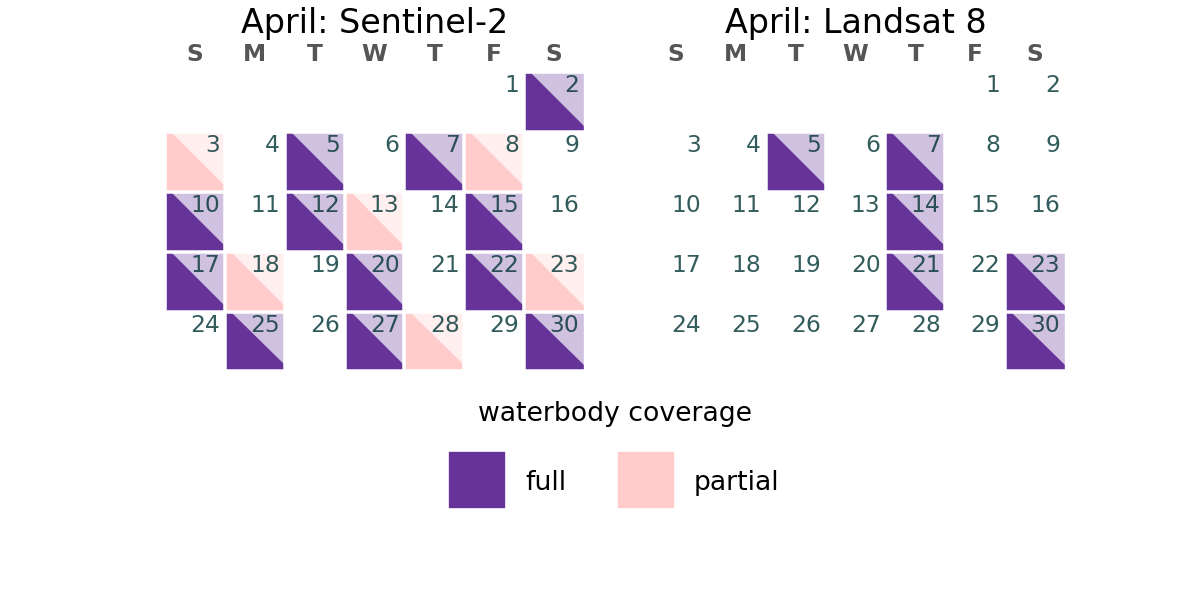 April: Sentinel-2
S M T W T F S
1 2
3 4 5 6 7 8 9
10 11 12 13 14 15 16
17 18 19 20 21 22 23
24 25 26 27 28 29 30
April: Landsat 8
S M T W T F S
1 2
3 4 5 6 7 8 9
10 11 12 13 14 15 16
17 18 19 20 21 22 23
24 25 26 27 28 29 30
waterbody coverage
full
partial